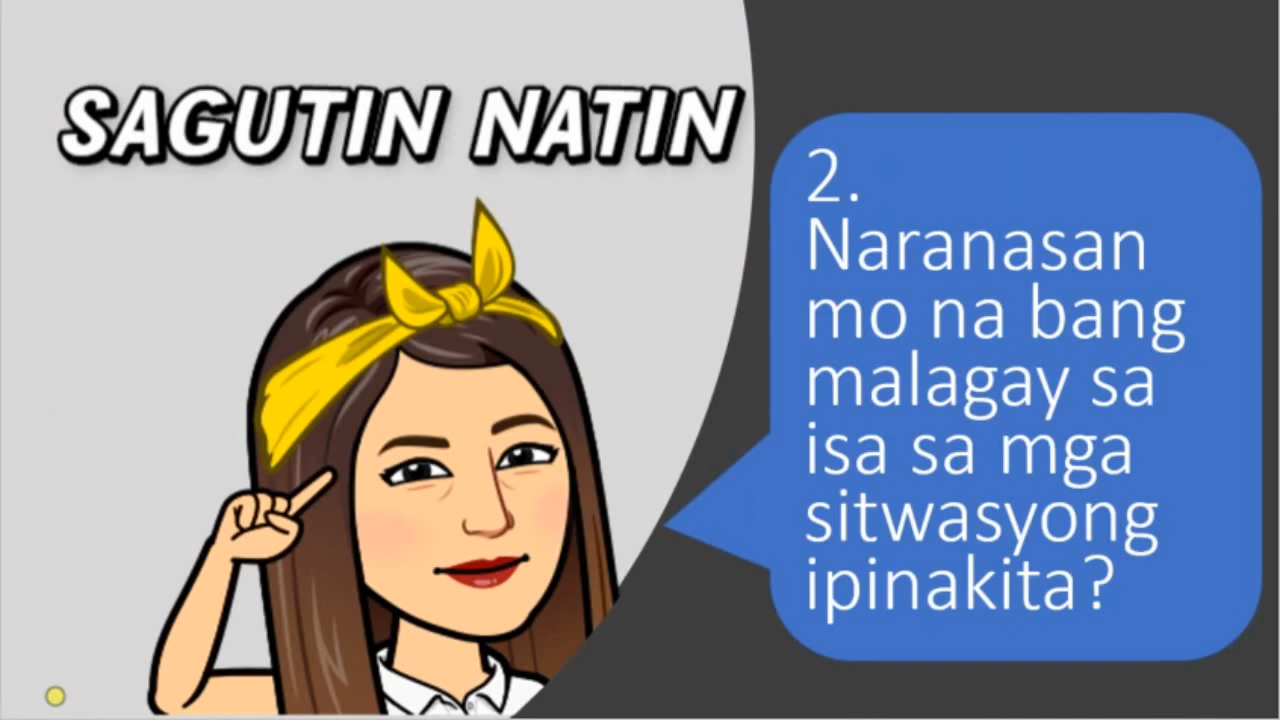 SAGUTIN NATIN
2.
Naranasan
mo na bang
malagay sa
isa sa mga
sitwasyong
ipinakita?